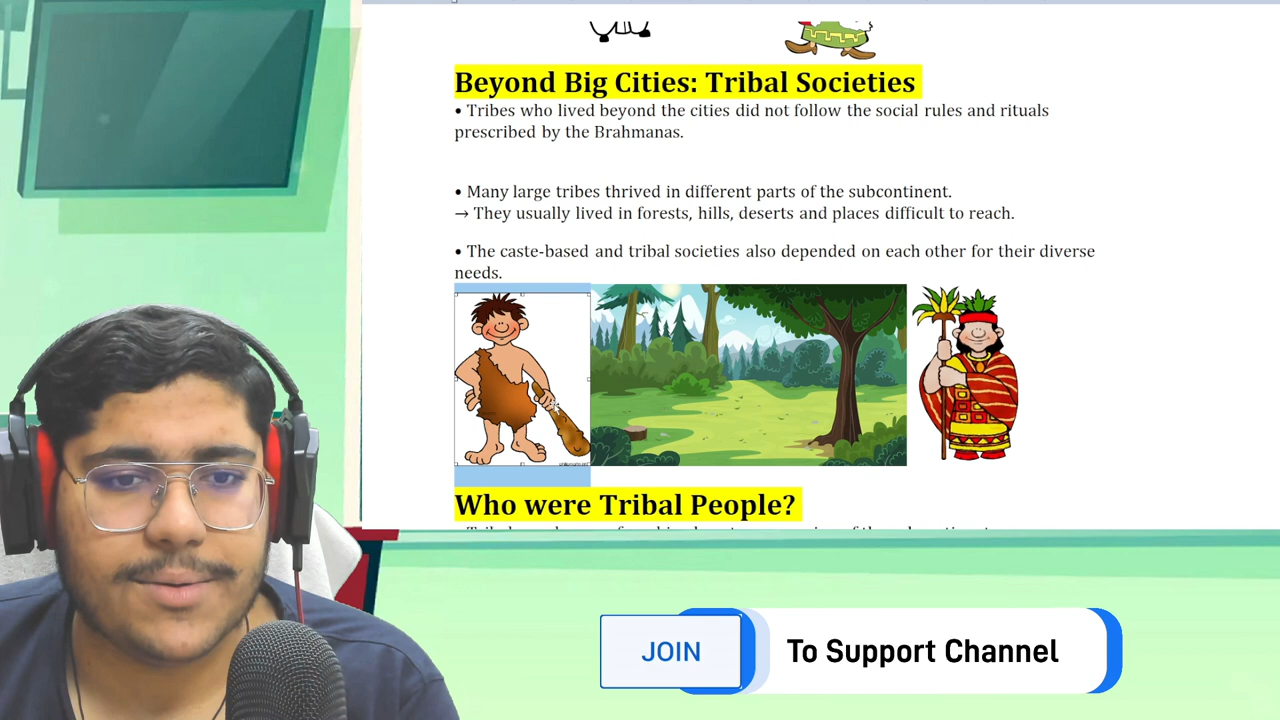 Beyond Big Cities: Tribal Societies
• Tribes who lived beyond the cities did not follow the social rules and rituals
prescribed by the Brahmanas.
• Many large tribes thrived in different parts of the subcontinent.
→ They usually lived in forests, hills, deserts and places difficult to reach.
• The caste-based and tribal societies also depended on each other for their diverse
needs.
Who were Tribal People?
JOIN
To Support Channel